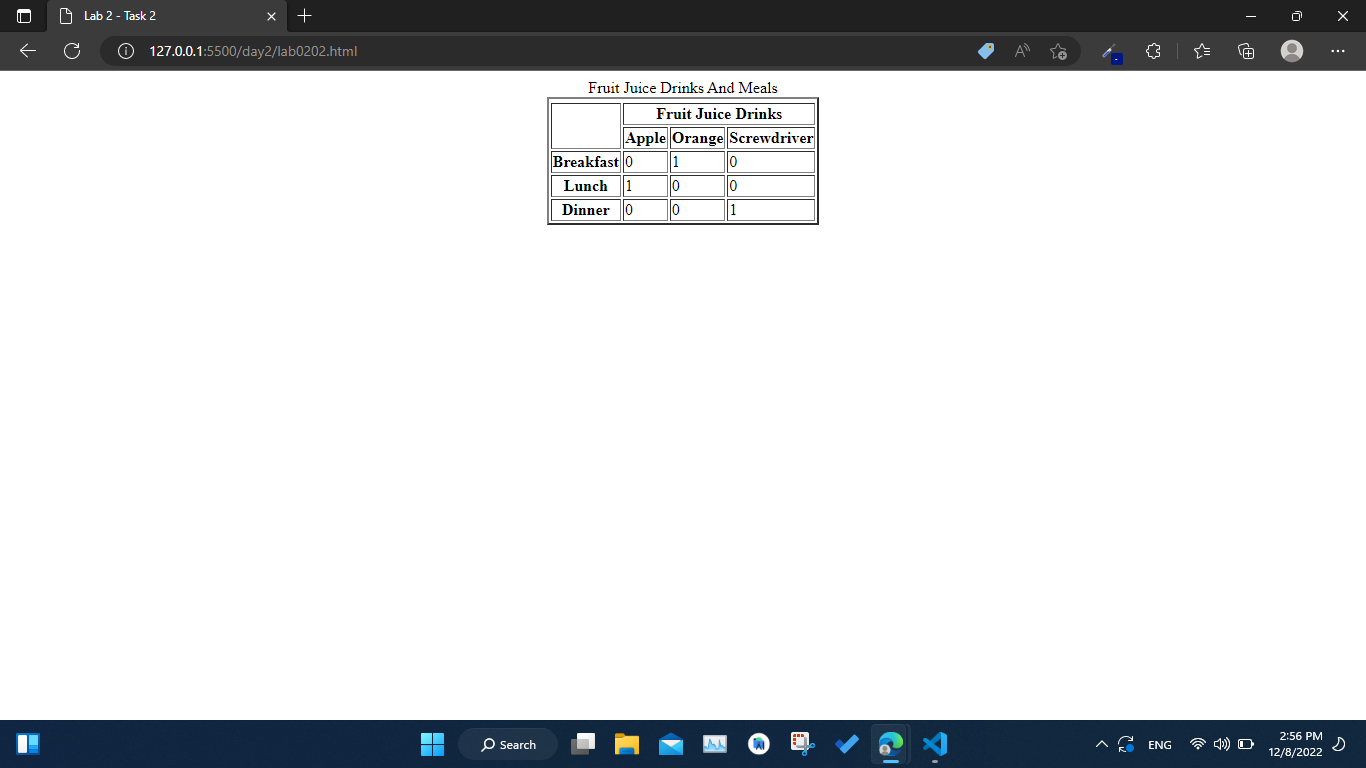 Lab 2 - Task 2
127.0.0.1:5500/day2/lab0202.html
Fruit Juice Drinks And Meals
Fruit Juice Drinks
Apple Orange Screwdriver
Breakfast 0 1 0
Lunch 1 0 0
Dinner 0 0 1
Search
ENG
2:56 PM
12/8/2022